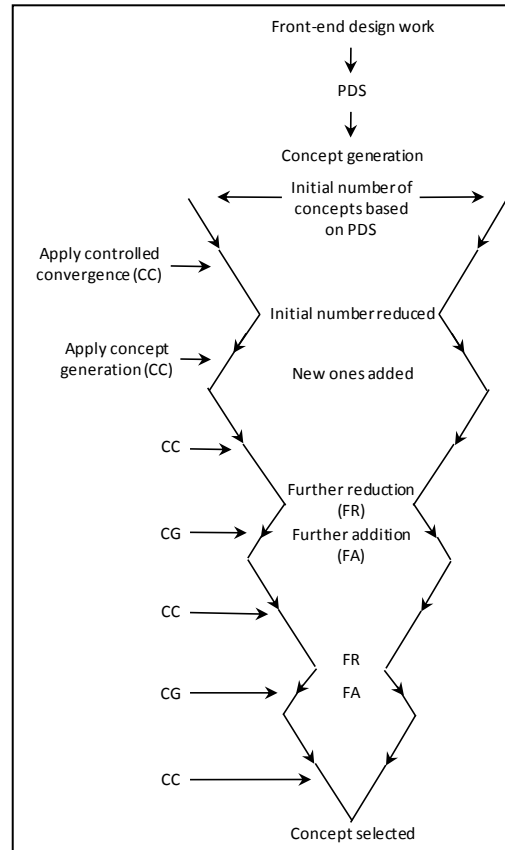 Front-end design work
PDS
Concept generation
Initial number of
concepts based
on PDS
Apply controlled
convergence (CC)
Initial number reduced
Apply concept
generation (CC)
New ones added
CC
Further reduction
(FR)
CG
Further addition
(FA)
CC
FR
CG
FA
CC
Concept selected